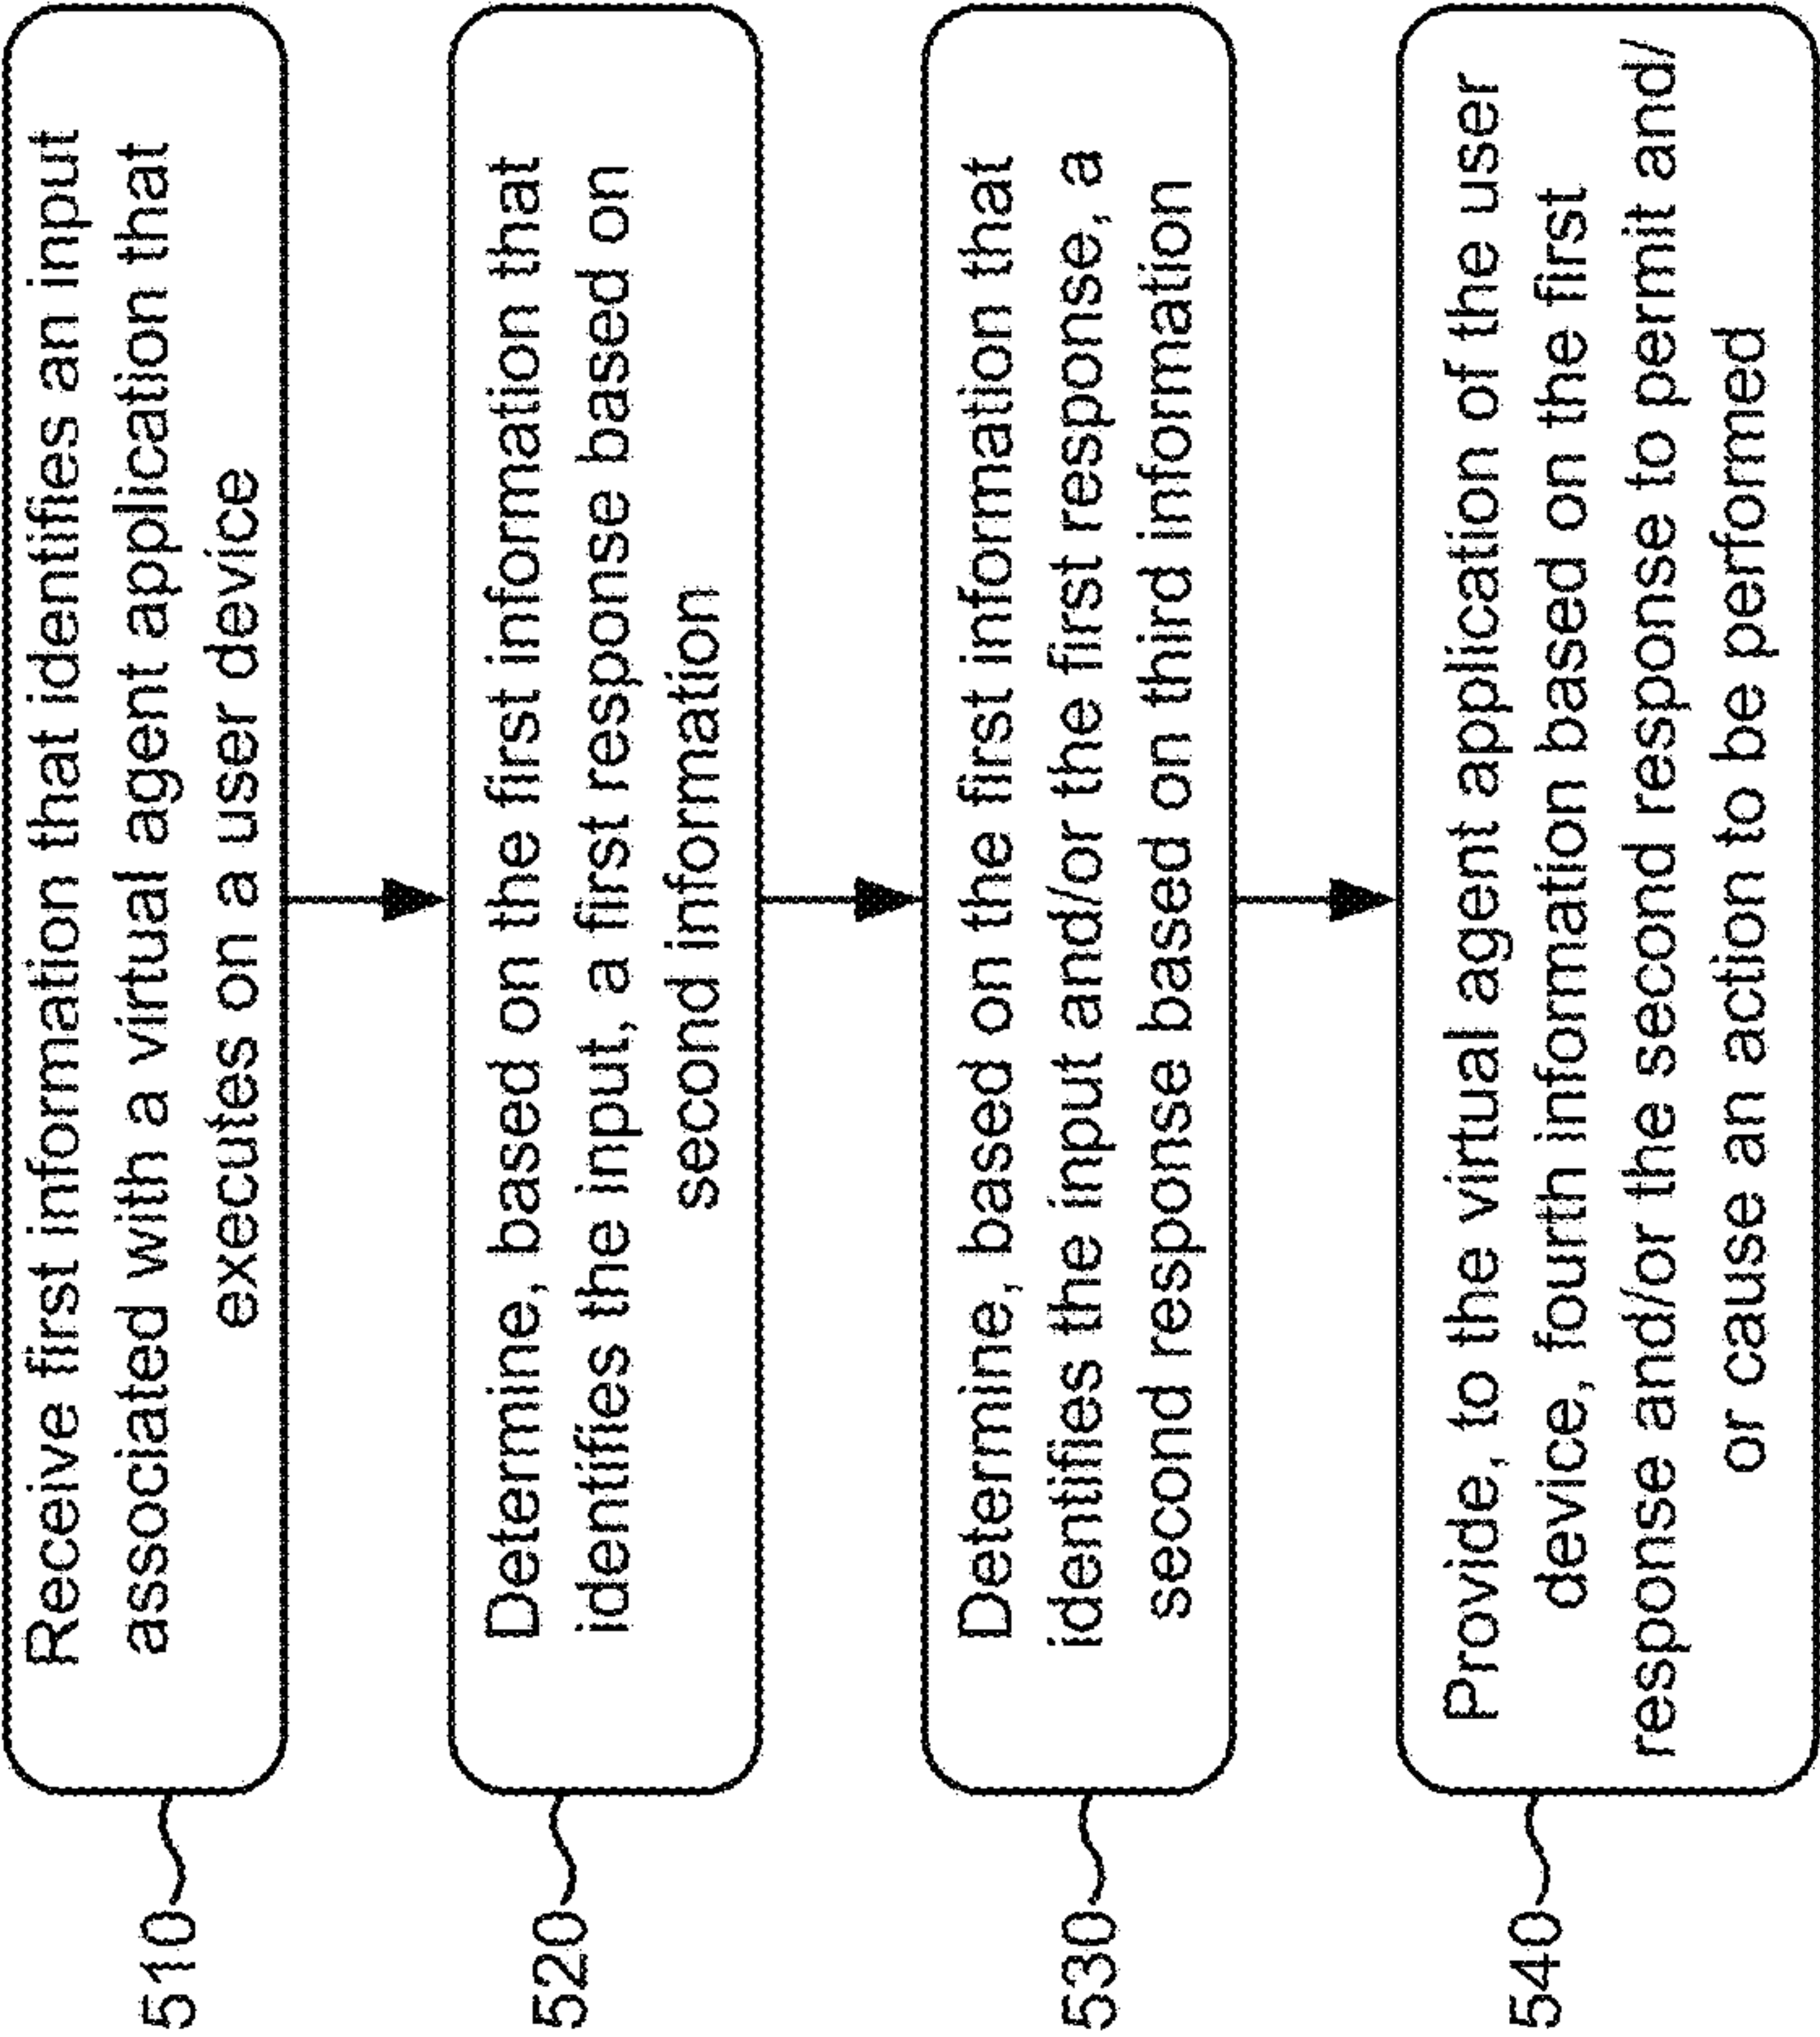 510
Receive first information that identifies an input
associated with a virtual agent application that
executes on a user device
520
Determine, based on the first information that
identifies the input, a first response based on
second information
530
Determine, based on the first information that
identifies the input and/or the first response, a
second response based on third information
540
Provide, to the virtual agent application of the user
device, fourth information based on the first
response and/or the second response to permit and/
or cause an action to be performed